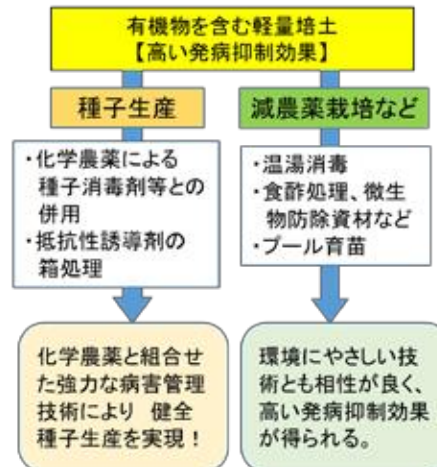 有機物を含む軽量培土
【高い発病抑制効果】
種子生産
・化学農薬による
種子消毒剤等との
併用
・抵抗性誘導剤の
箱処理
化学農薬と組合せ
た強力な病害管理
技術により 健全
種子生産を実現！
減農薬栽培など
・温湯消毒
・食酢処理、微生
物防除資材など
・プール育苗
環境にやさしい技
術とも相性が良く、
高い発病抑制効果
が得られる。